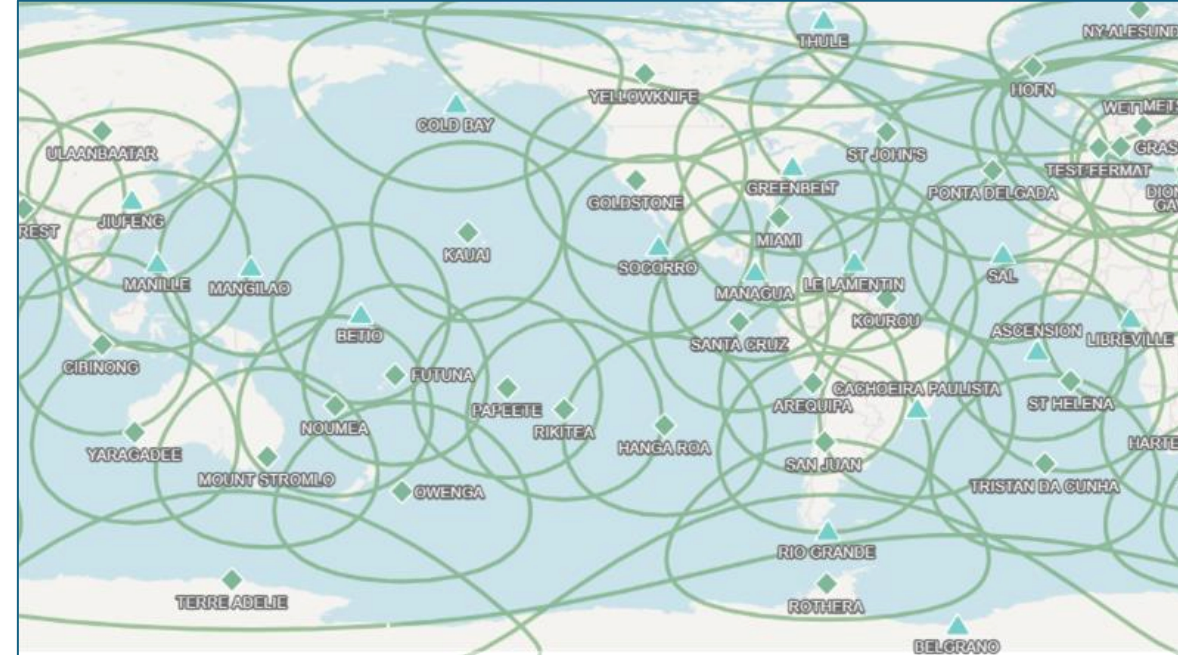 THULE
NY-ALESUND
HOFN
YELLOWKNIFE
COLD BAY
ULAANBAATAR
ST JOHN'S
GREENBELT
GOLDSTONE
PONTA DELGADA
JIUFENG
MIAMI
KAUAI
SOCORRO
MANILLE
MANGILAO
MANAGUA
LE LAMENTIN
SAL
KOUROU
BETIO
SANTA CRUZ
ASCENSION
LIBREVILLE
CIBINONG
FUTUNA
CACHOEIRA PAULISTA
AREQUIPA
ST HELENA
PAPEETE
RIKITEA
NOUMEA
HANGA ROA
YARAGADEE
SAN JUAN
MOUNT STROMLO
OWENGA
TRISTAN DA CUNHA
RIO GRANDE
TERRE ADELIE
ROTHERA
BELGRANO